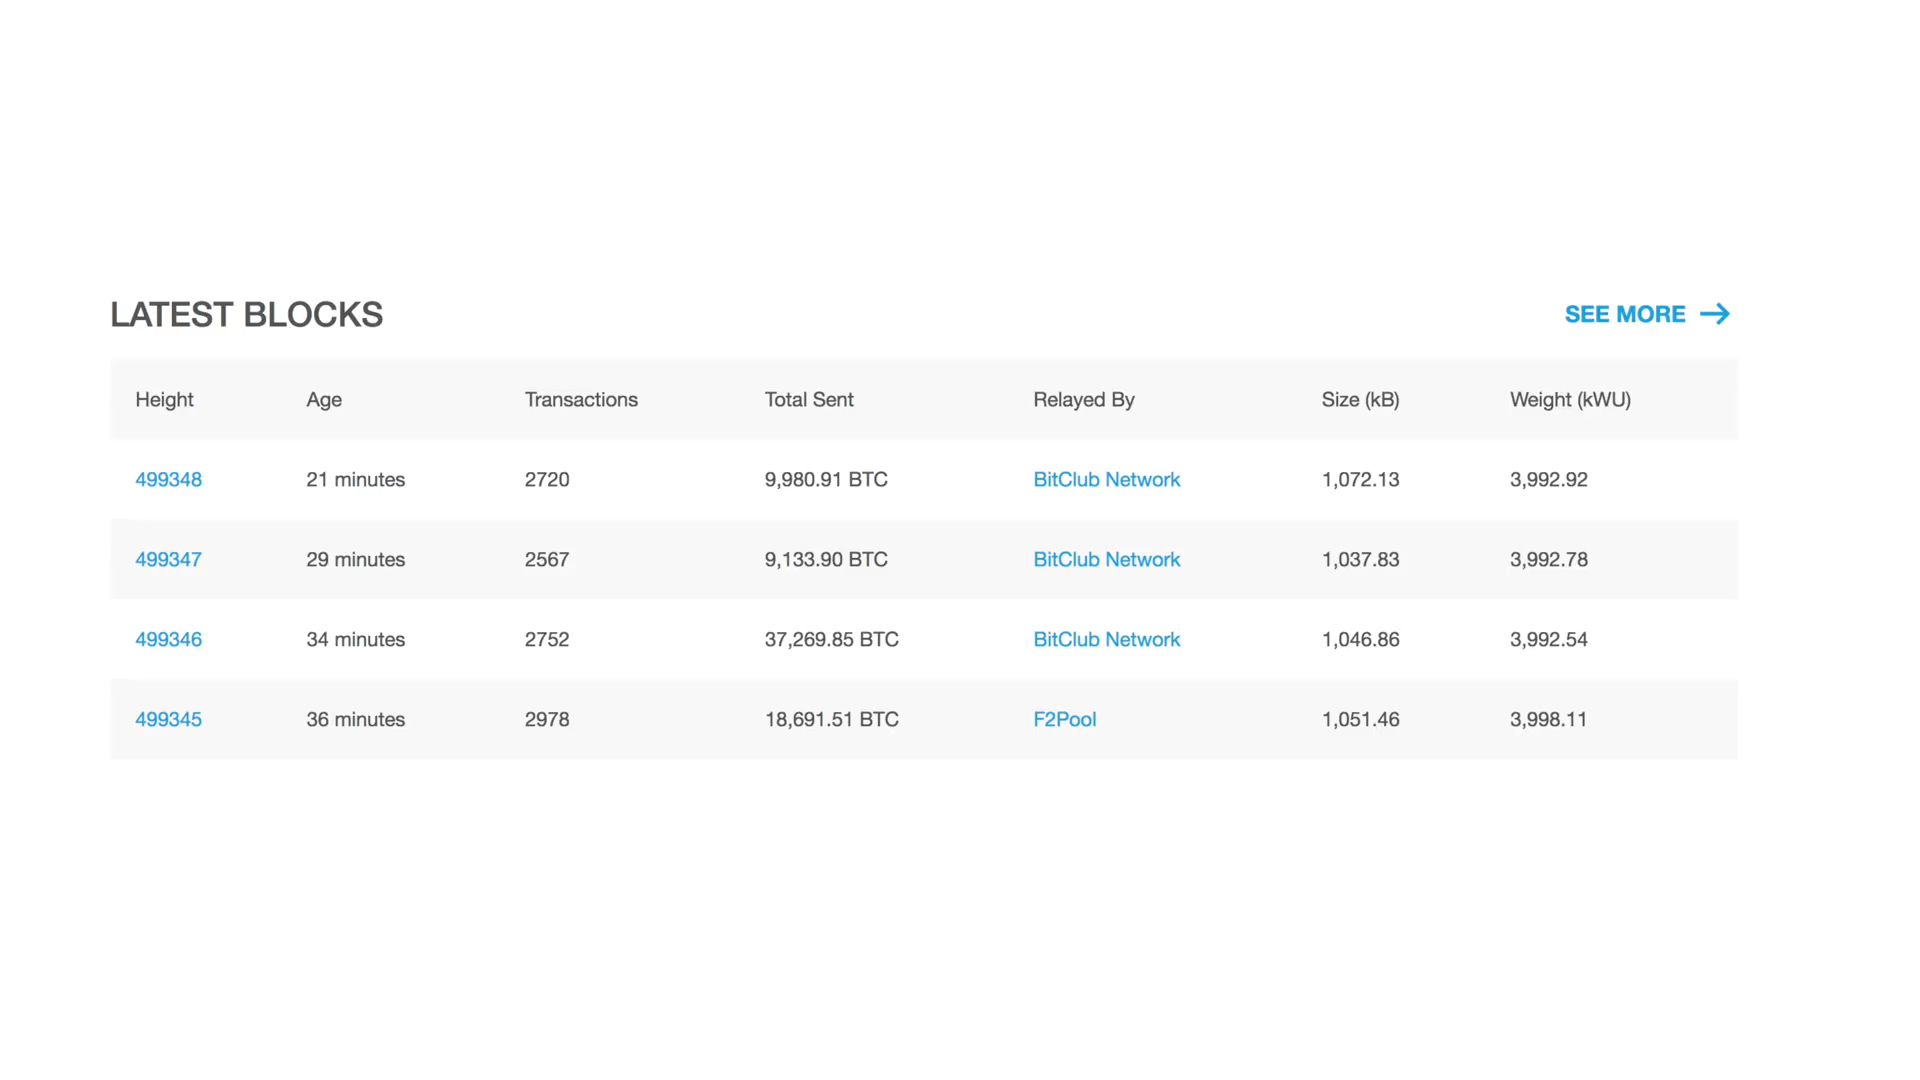 LATEST BLOCKS SEE MORE
Height Age Transactions Total Sent Relayed By Size (kB) Weight (kWU)
499348 21 minutes 2720 9,980.91 BTC BitClub Network 1,072.13 3,992.92
499347 29 minutes 2567 9,133.90 BTC BitClub Network 1,037.83 3,992.78
499346 34 minutes 2752 37,269.85 BTC BitClub Network 1,046.86 3,992.54
499345 36 minutes 2978 18,691.51 BTC F2Pool 1,051.46 3,998.11